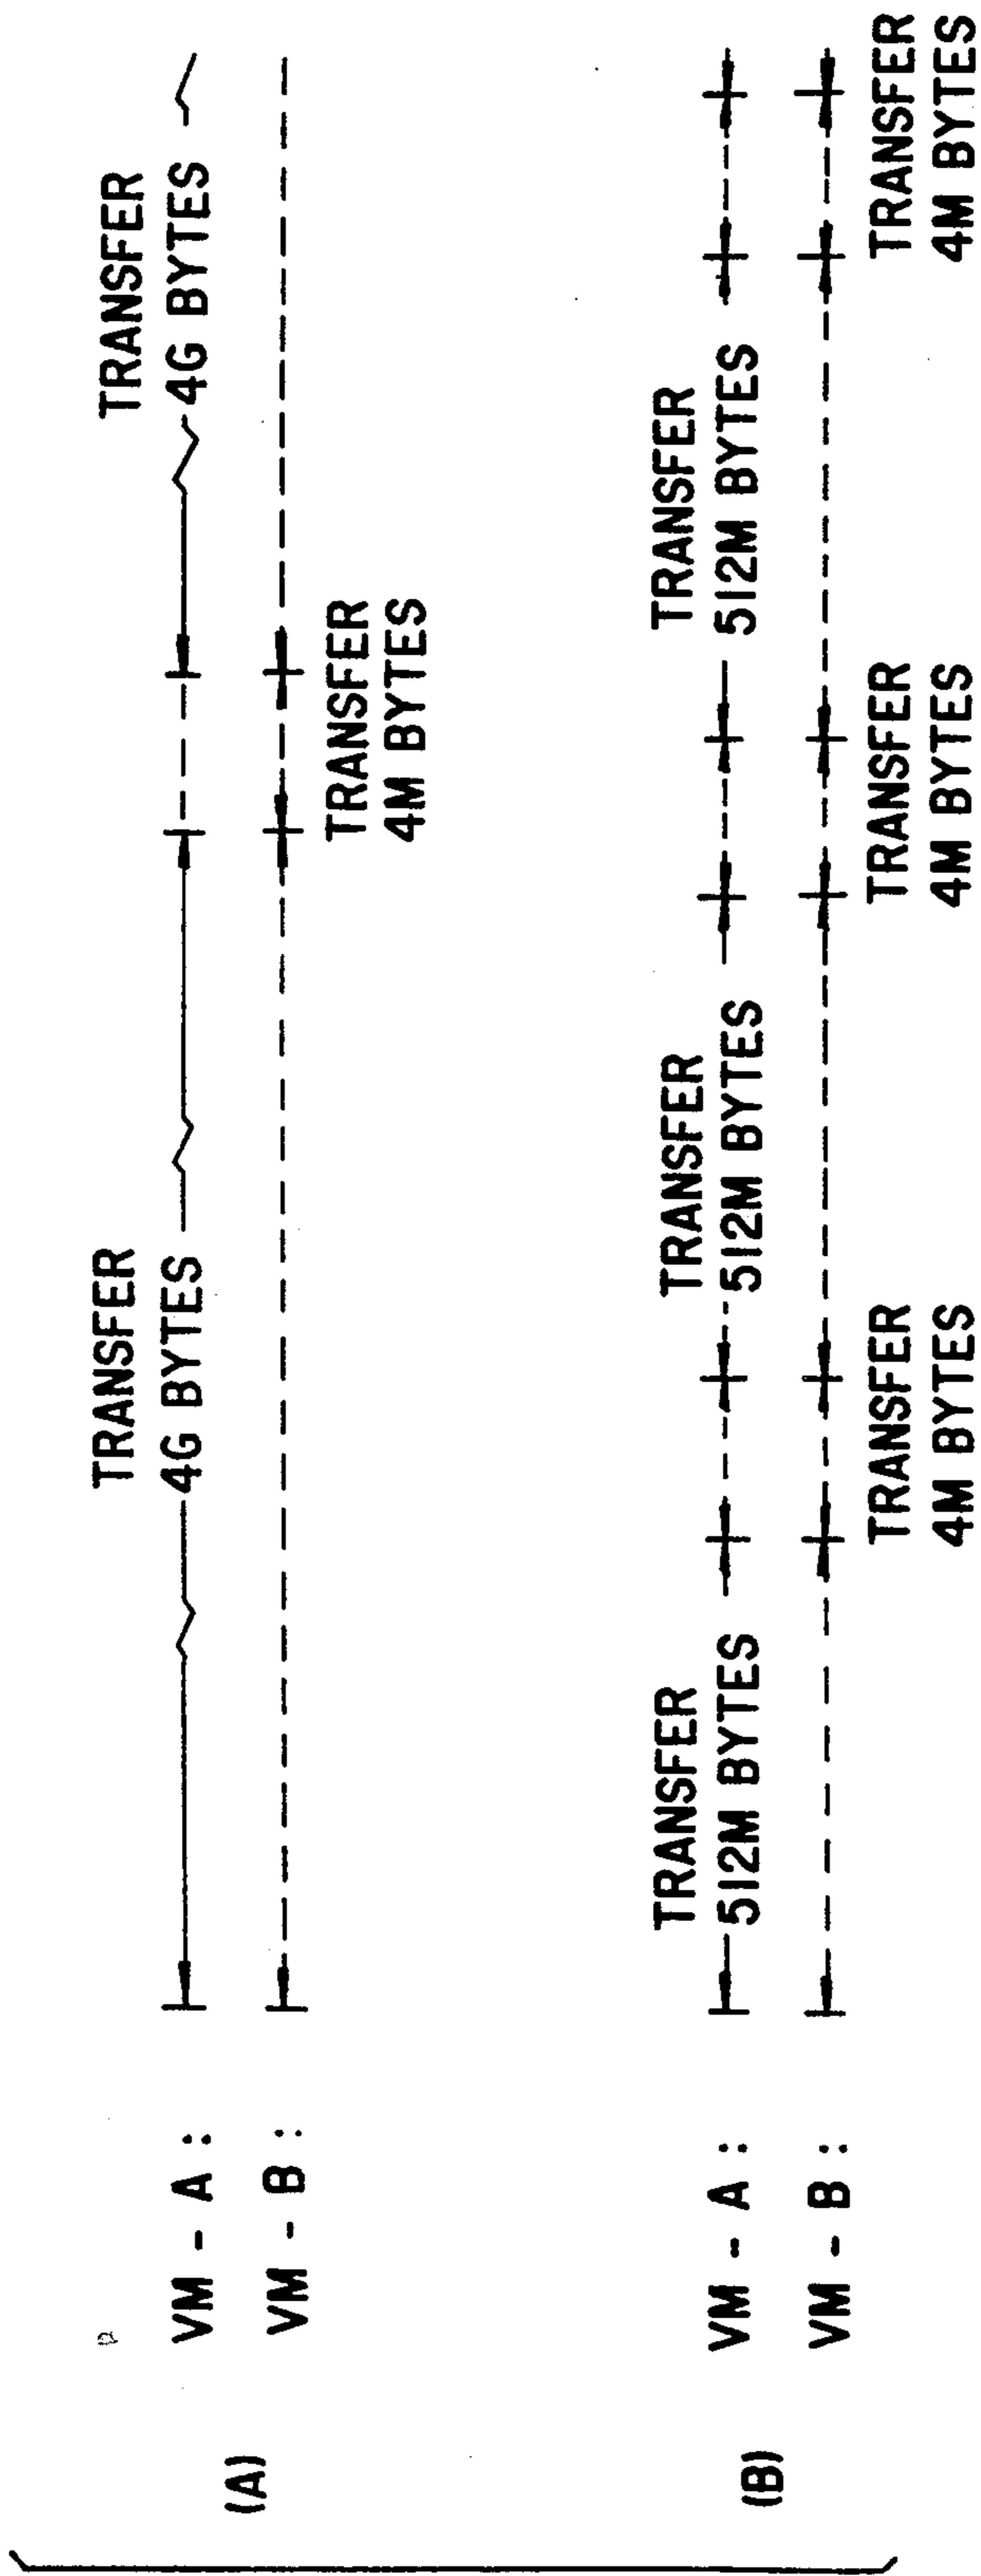 (A)
TRANSFER
4G BYTES
TRANSFER
4G BYTES
VM - A :
VM - B :
TRANSFER
4M BYTES
(B)
TRANSFER
512M BYTES
TRANSFER
512M BYTES
TRANSFER
512M BYTES
VM - A :
VM - B :
TRANSFER
4M BYTES
TRANSFER
4M BYTES
TRANSFER
4M BYTES